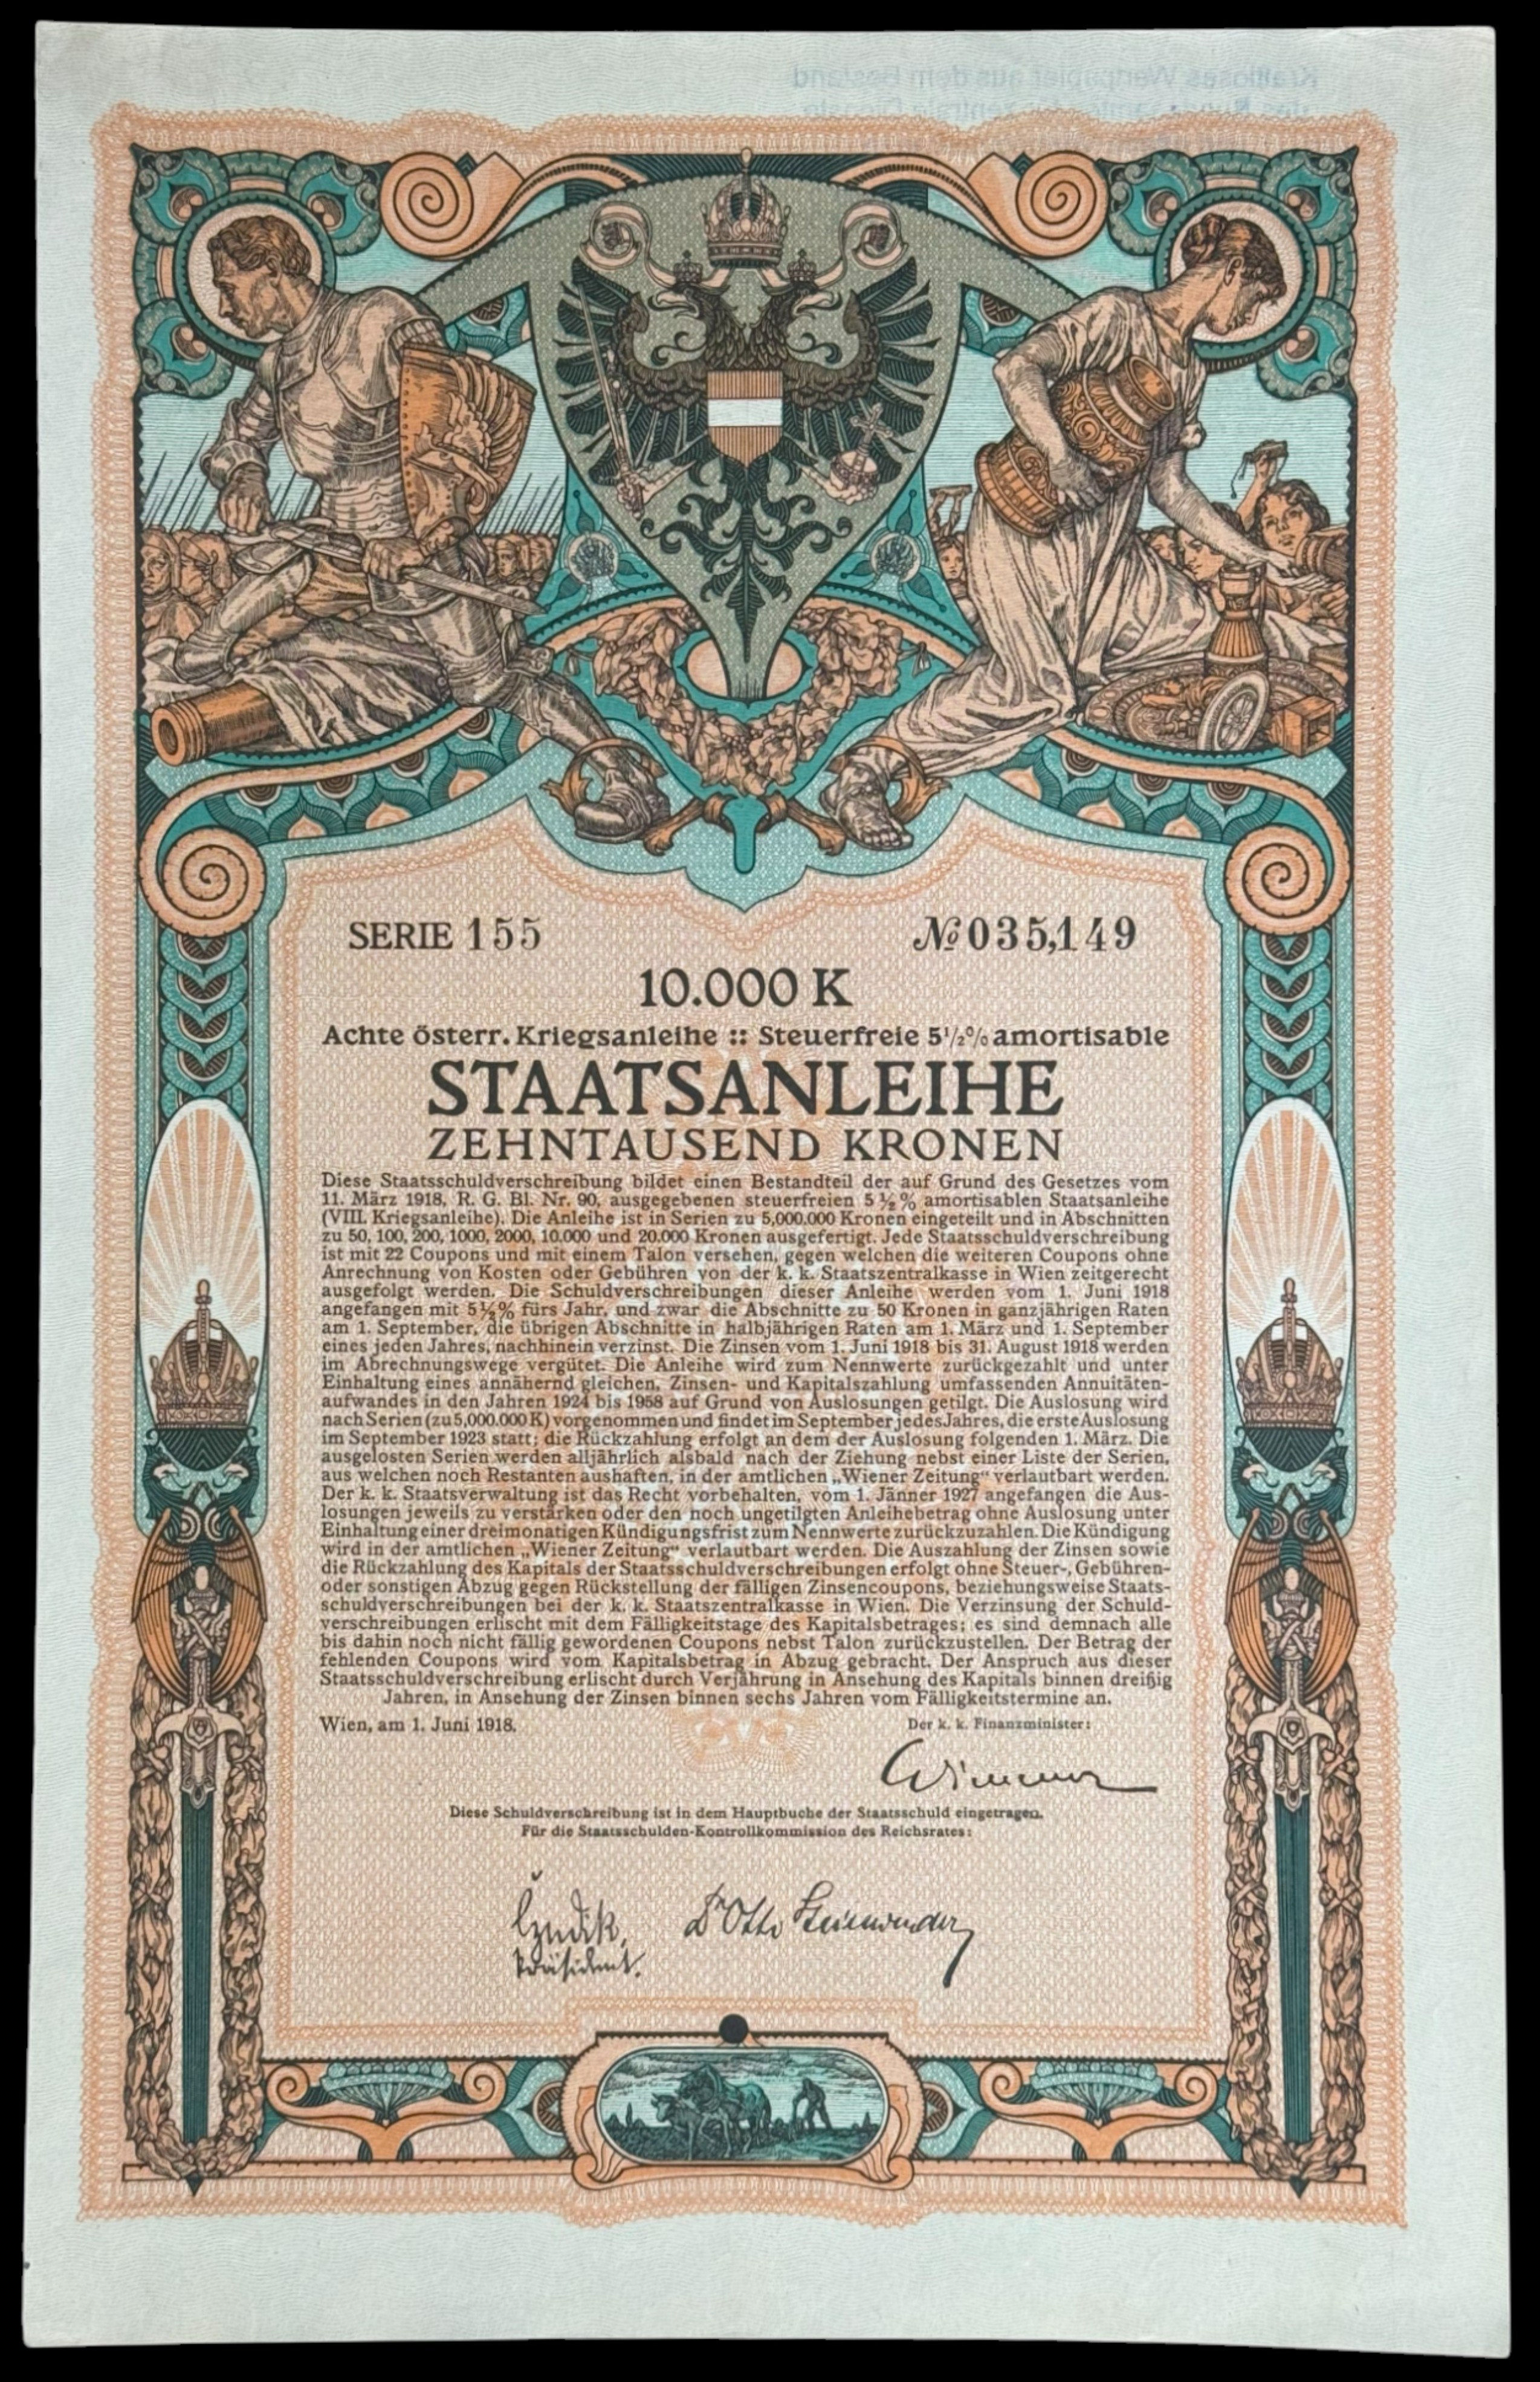 SERIE 155
№ 035,149
10.000 K
Achte österr. Kriegsanleihe :: Steuerfreie 5½% amortisable
STAATSANLEIHE
ZEHNTAUSEND KRONEN
Diese Staatsschuldverschreibung bildet einen Bestandteil der auf Grund des Gesetzes vom
11. März 1918, R. G. Bl. Nr. 90, ausgegebenen steuerfreien 5½% amortisablen Staatsanleihe
(VIII. Kriegsanleihe). Die Anleihe ist in Serien zu 5,000.000 Kronen eingeteilt und in Abschnitten
zu 50, 100, 200, 1000, 2000, 10.000 und 20.000 Kronen ausgefertigt. Jede Staatsschuldverschreibung
ist mit 22 Coupons und mit einem Talon versehen, gegen welchen die weiteren Coupons ohne
Anrechnung von Kosten oder Gebühren von der k. k. Staatszentralkasse in Wien zeitgerecht
ausgefolgt werden. Die Schuldverschreibungen dieser Anleihe werden vom 1. Juni 1918
angefangen mit 5½% fürs Jahr, und zwar die Abschnitte zu 50 Kronen in ganzjährigen Raten
am 1. September, die übrigen Abschnitte in halbjährigen Raten am 1. März und 1. September
eines jeden Jahres, nachhinein verzinst. Die Zinsen vom 1. Juni 1918 bis 31. August 1918 werden
im Abrechnungswege vergütet. Die Anleihe wird zum Nennwerte zurückgezahlt und unter
Einhaltung eines annähernd gleichen, Zinsen- und Kapitalszahlung umfassenden Annuitäten-
aufwandes in den Jahren 1924 bis 1958 auf Grund von Auslosungen getilgt. Die Auslosung wird
nach Serien (zu 5,000.000 K) vorgenommen und findet im September jedes Jahres, die erste Auslosung
im September 1923 statt; die Rückzahlung erfolgt an dem der Auslosung folgenden 1. März. Die
ausgelosten Serien werden alljährlich alsbald nach der Ziehung nebst einer Liste der Serien,
aus welchen noch Restanten aushaften, in der amtlichen „Wiener Zeitung“ verlautbart werden.
Der k. k. Staatsverwaltung ist das Recht vorbehalten, vom 1. Jänner 1927 angefangen die Aus-
losungen jeweils zu verstärken oder den noch ungetilgten Anleihebetrag ohne Auslosung unter
Einhaltung einer dreimonatigen Kündigungsfrist zum Nennwerte zurückzuzahlen. Die Kündigung
wird in der amtlichen „Wiener Zeitung“ verlautbart werden. Die Auszahlung der Zinsen sowie
die Rückzahlung des Kapitals der Staatsschuldverschreibungen erfolgt ohne Steuer-, Gebühren-
oder sonstigen Abzug gegen Rückstellung der fälligen Zinsencoupons, beziehungsweise Staats-
schuldverschreibungen bei der k. k. Staatszentralkasse in Wien. Die Verzinsung der Schuld-
verschreibungen erlischt mit dem Fälligkeitstage des Kapitalsbetrages; es sind demnach alle
bis dahin noch nicht fällig gewordenen Coupons nebst Talon zurückzustellen. Der Betrag der
fehlenden Coupons wird vom Kapitalsbetrag in Abzug gebracht. Der Anspruch aus dieser
Staatsschuldverschreibung erlischt durch Verjährung in Ansehung des Kapitals binnen dreißig
Jahren, in Ansehung der Zinsen binnen sechs Jahren vom Fälligkeitstermine an.
Wien, am 1. Juni 1918.
Der k. k. Finanzminister:
Wimmer
Diese Schuldverschreibung ist in dem Hauptbuche der Staatsschuld eingetragen.
Für die Staatsschulden-Kontrollkommission des Reichsrates:
Dr Otto Steinwender
Präsident.